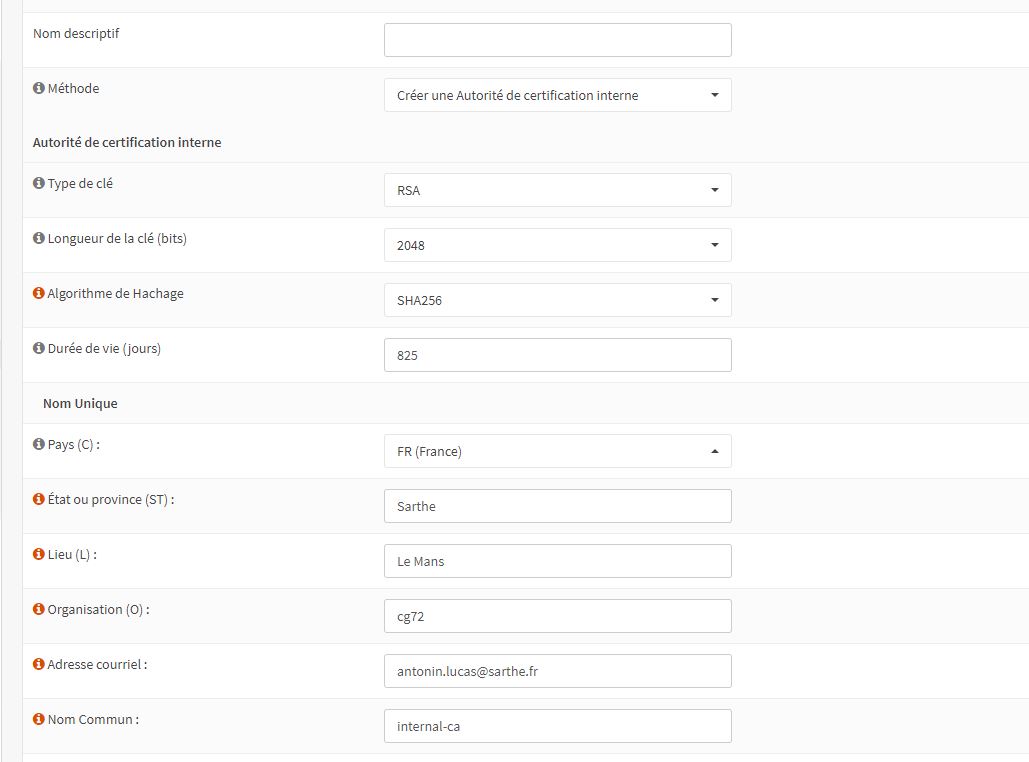 Nom descriptif
Méthode
Créer une Autorité de certification interne
Autorité de certification interne
Type de clé
RSA
Longueur de la clé (bits)
2048
Algorithme de Hachage
SHA256
Durée de vie (jours)
825
Nom Unique
Pays (C) :
FR (France)
État ou province (ST) :
Sarthe
Lieu (L) :
Le Mans
Organisation (O) :
cg72
Adresse courriel :
antonin.lucas@sarthe.fr
Nom Commun :
internal-ca